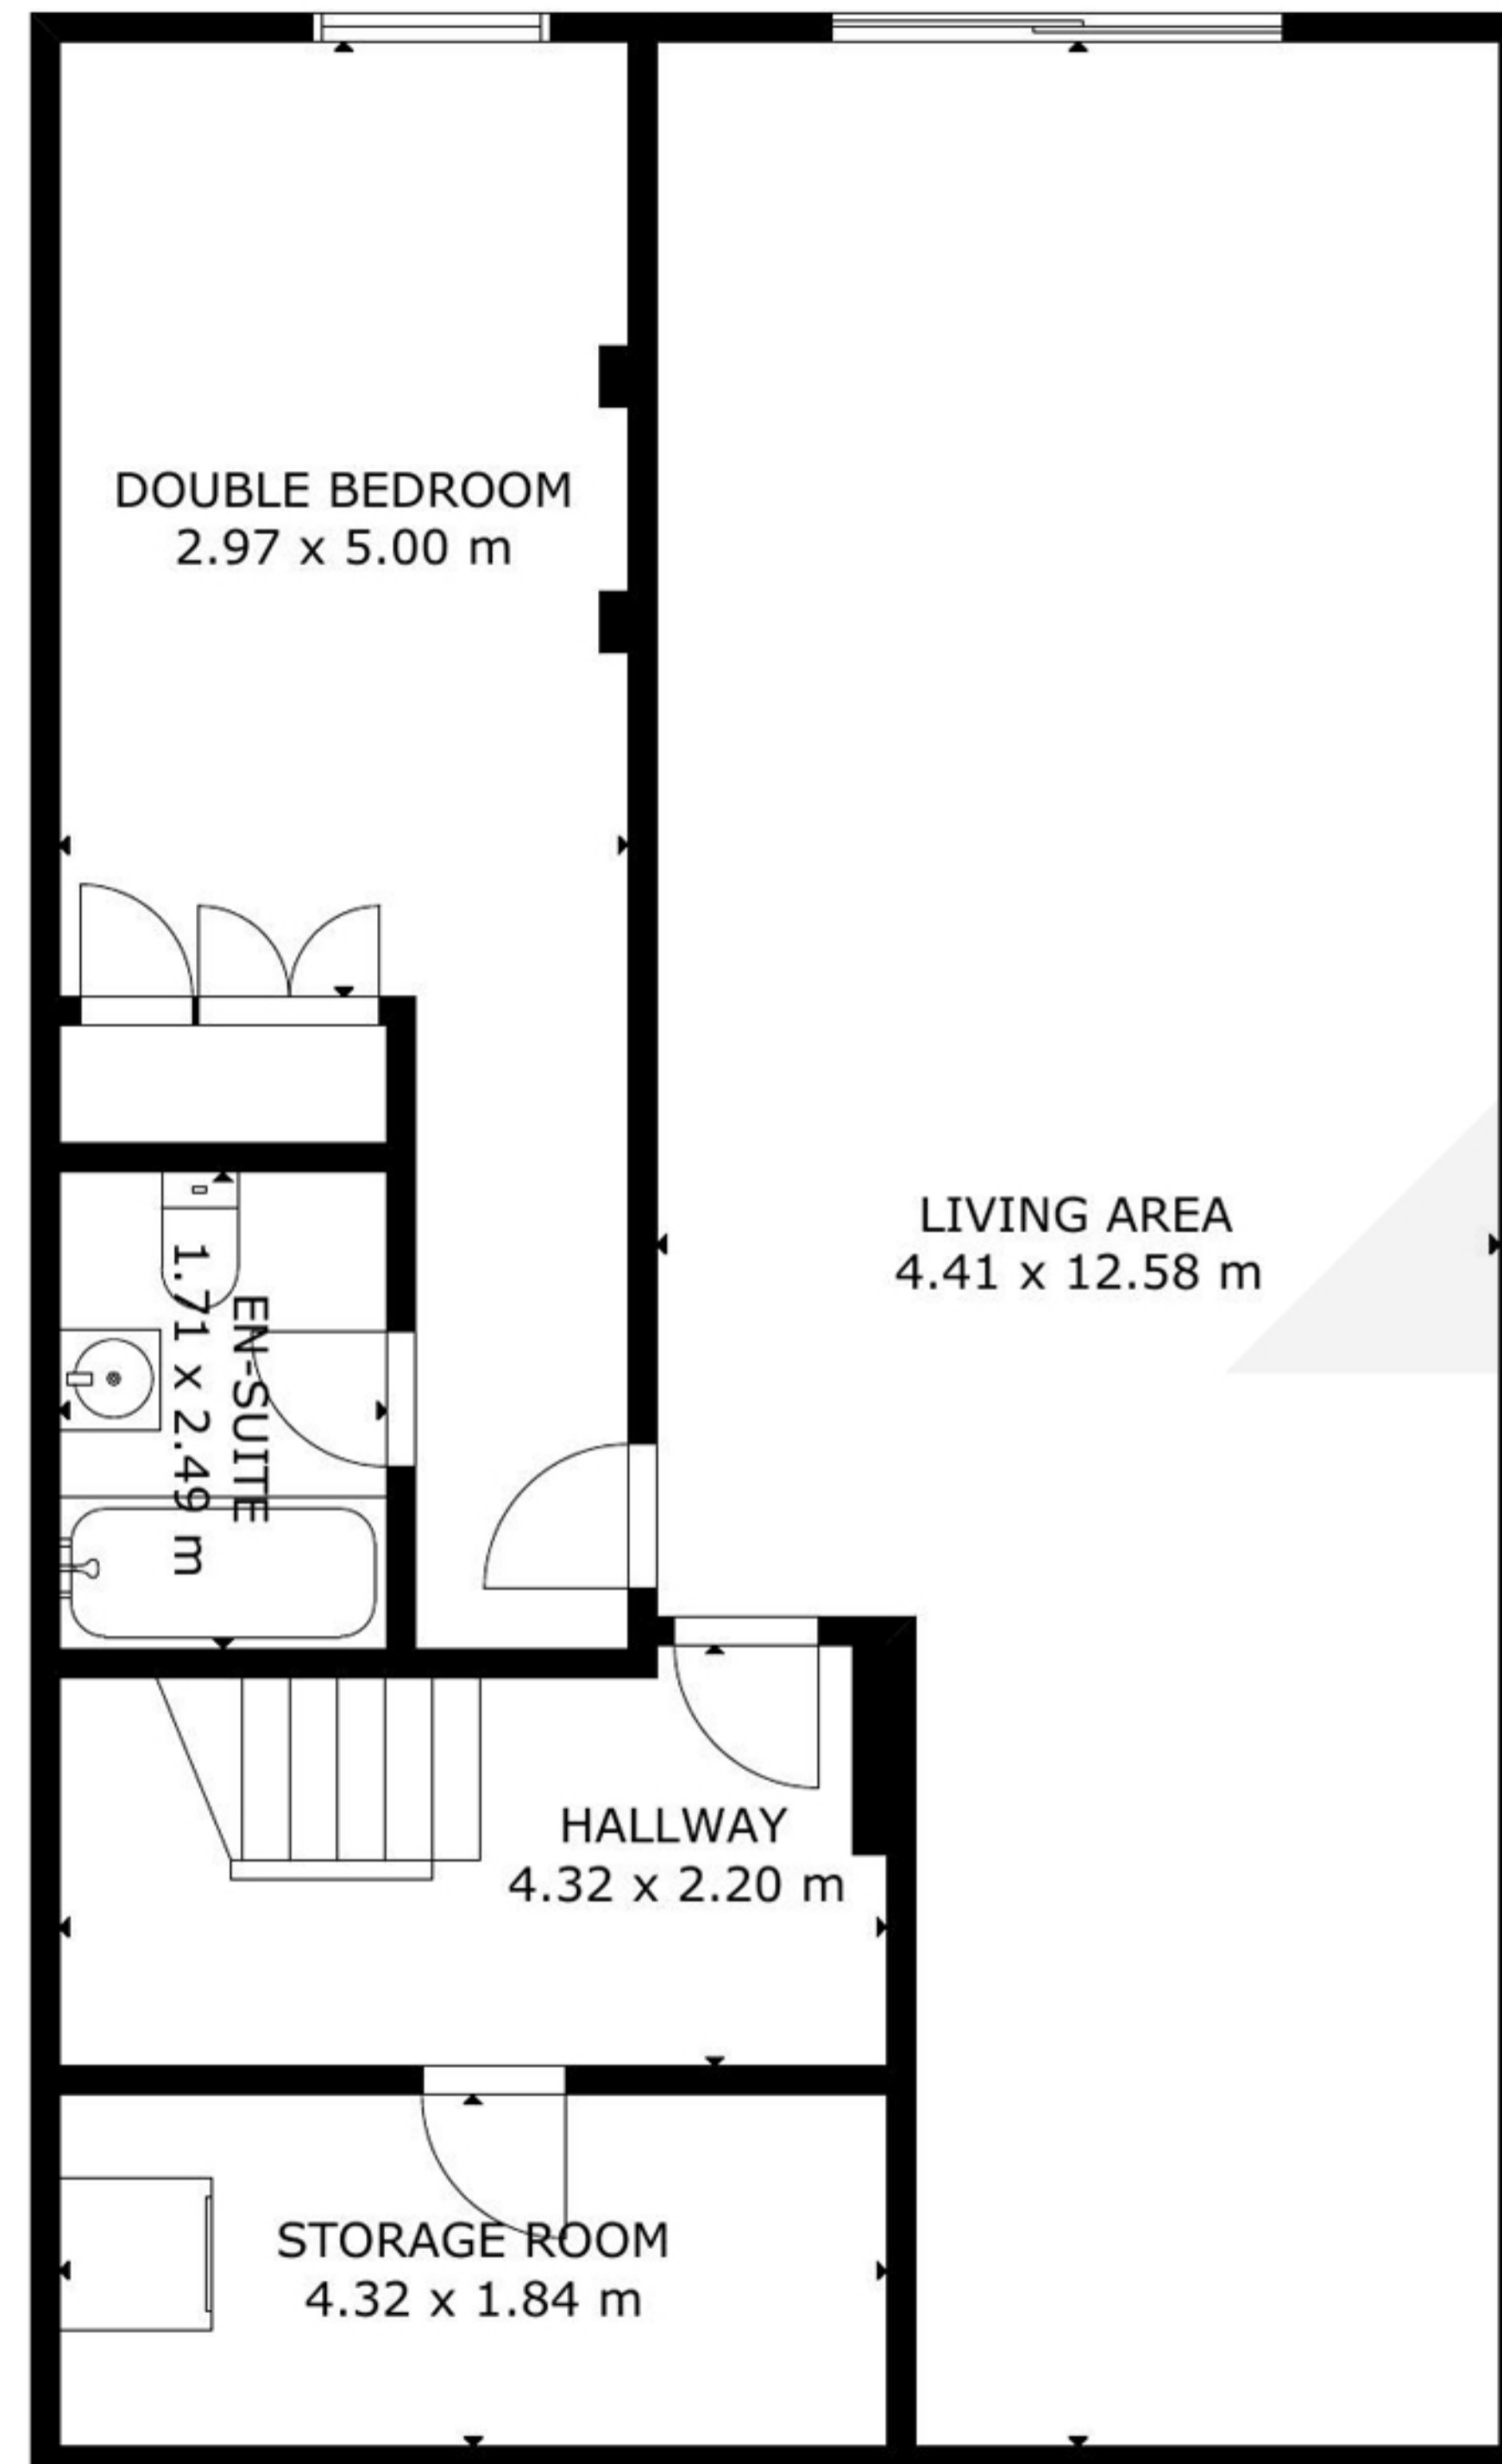 DOUBLE BEDROOM
2.97 x 5.00 m
LIVING AREA
4.41 x 12.58 m
EN-SUITE
1.71 x 2.49 m
HALLWAY
4.32 x 2.20 m
STORAGE ROOM
4.32 x 1.84 m